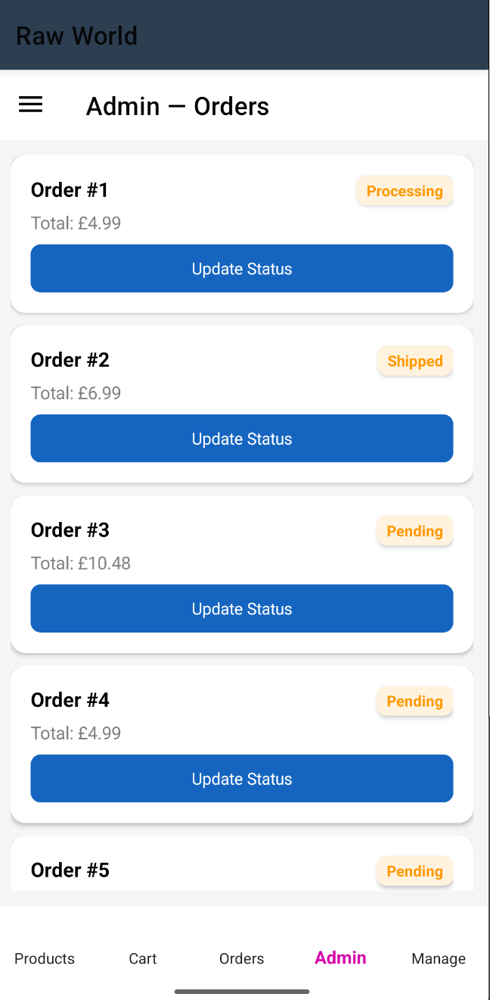 Raw World
Admin — Orders
Order #1
Processing
Total: £4.99
Update Status
Order #2
Shipped
Total: £6.99
Update Status
Order #3
Pending
Total: £10.48
Update Status
Order #4
Pending
Total: £4.99
Update Status
Order #5
Pending
Products
Cart
Orders
Admin
Manage